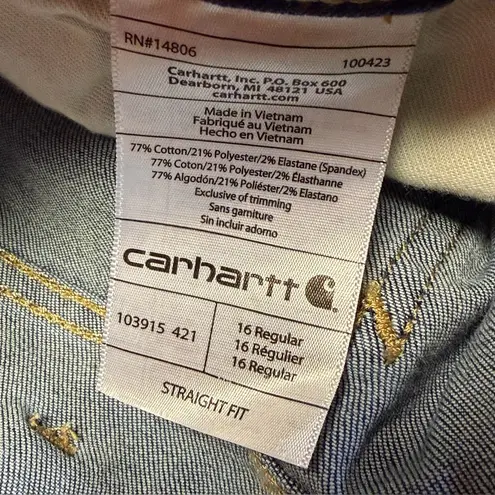 RN#14806
100423
Carhartt, Inc. P.O. Box 600
Dearborn, MI 48121 USA
carhartt.com
Made in Vietnam
Fabriqué au Vietnam
Hecho en Vietnam
77% Cotton/21% Polyester/2% Elastane (Spandex)
77% Coton/21% Polyester/2% Élasthanne
77% Algodón/21% Poliéster/2% Elastano
Exclusive of trimming
Sans garniture
Sin incluir adorno
carhartt
103915 421
16 Regular
16 Régulier
16 Regular
STRAIGHT FIT